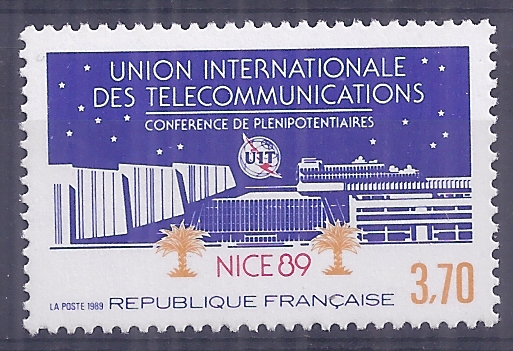 UNION INTERNATIONALE
DES TELECOMMUNICATIONS
CONFERENCE DE PLENIPOTENTIAIRES
UIT
NICE 89
3,70
LA POSTE 1989 REPUBLIQUE FRANÇAISE